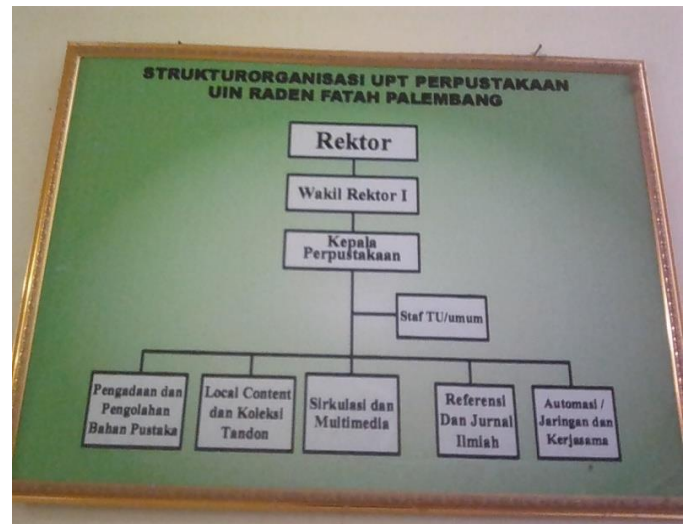 STRUKTURORGANISASI UPT PERPUSTAKAAN
UIN RADEN FATAH PALEMBANG
Rektor
Wakil Rektor I
Kepala
Perpustakaan
Staf TU/umum
Pengadaan dan
Pengolahan
Bahan Pustaka
Local Content
dan Koleksi
Tandon
Sirkulasi dan
Multimedia
Referensi
Dan Jurnal
Ilmiah
Automasi /
Jaringan dan
Kerjasama